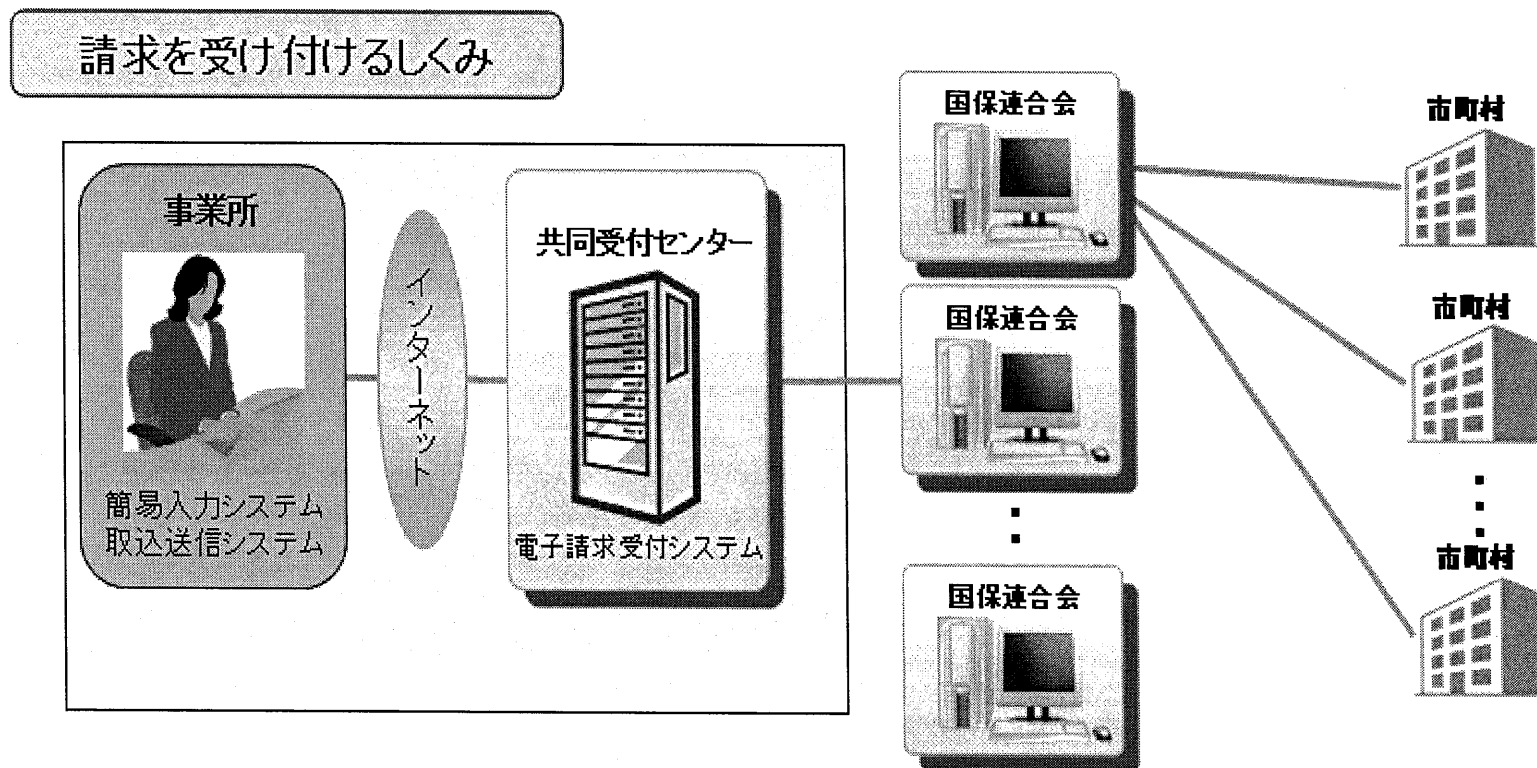 請求を受け付けるしくみ
事業所
簡易入力システム
取込送信システム
インターネット
共同受付センター
電子請求受付システム
国保連合会
国保連合会
国保連合会
市町村
市町村
市町村